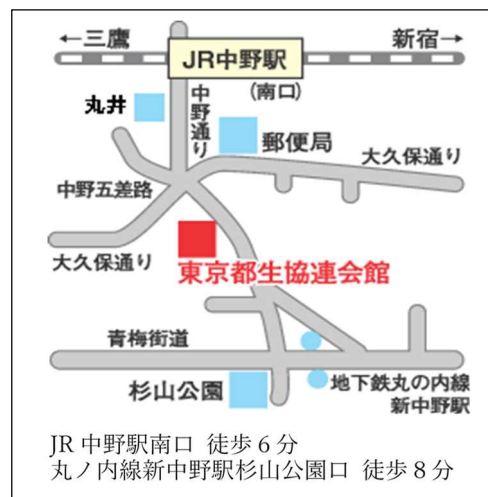 ←三鷹
新宿→
JR中野駅
(南口)
丸井
中野通り
郵便局
大久保通り
中野五差路
大久保通り
東京都生協連会館
青梅街道
杉山公園
地下鉄丸の内線
新中野駅
JR 中野駅南口 徒歩 6 分
丸ノ内線新中野駅杉山公園口 徒歩 8 分